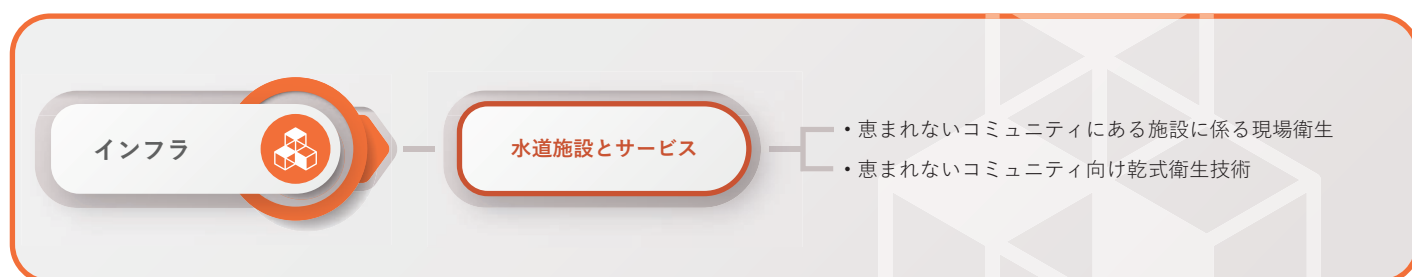 インフラ
水道施設とサービス
・恵まれないコミュニティにある施設に係る現場衛生
・恵まれないコミュニティ向け乾式衛生技術